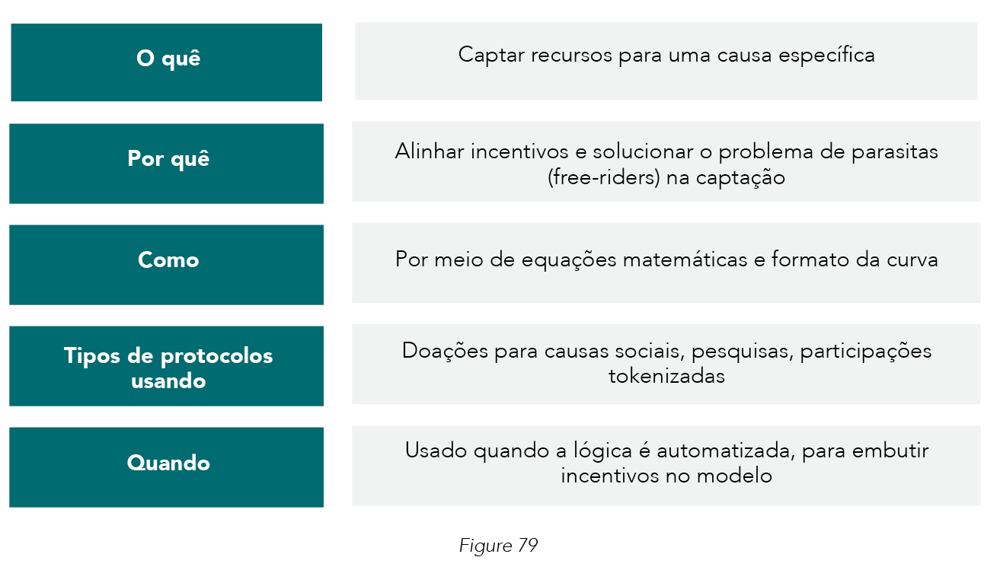 O quê
Captar recursos para uma causa específica
Por quê
Alinhar incentivos e solucionar o problema de parasitas
(free-riders) na captação
Como
Por meio de equações matemáticas e formato da curva
Tipos de protocolos
usando
Doações para causas sociais, pesquisas, participações
tokenizadas
Quando
Usado quando a lógica é automatizada, para embutir
incentivos no modelo
Figure 79